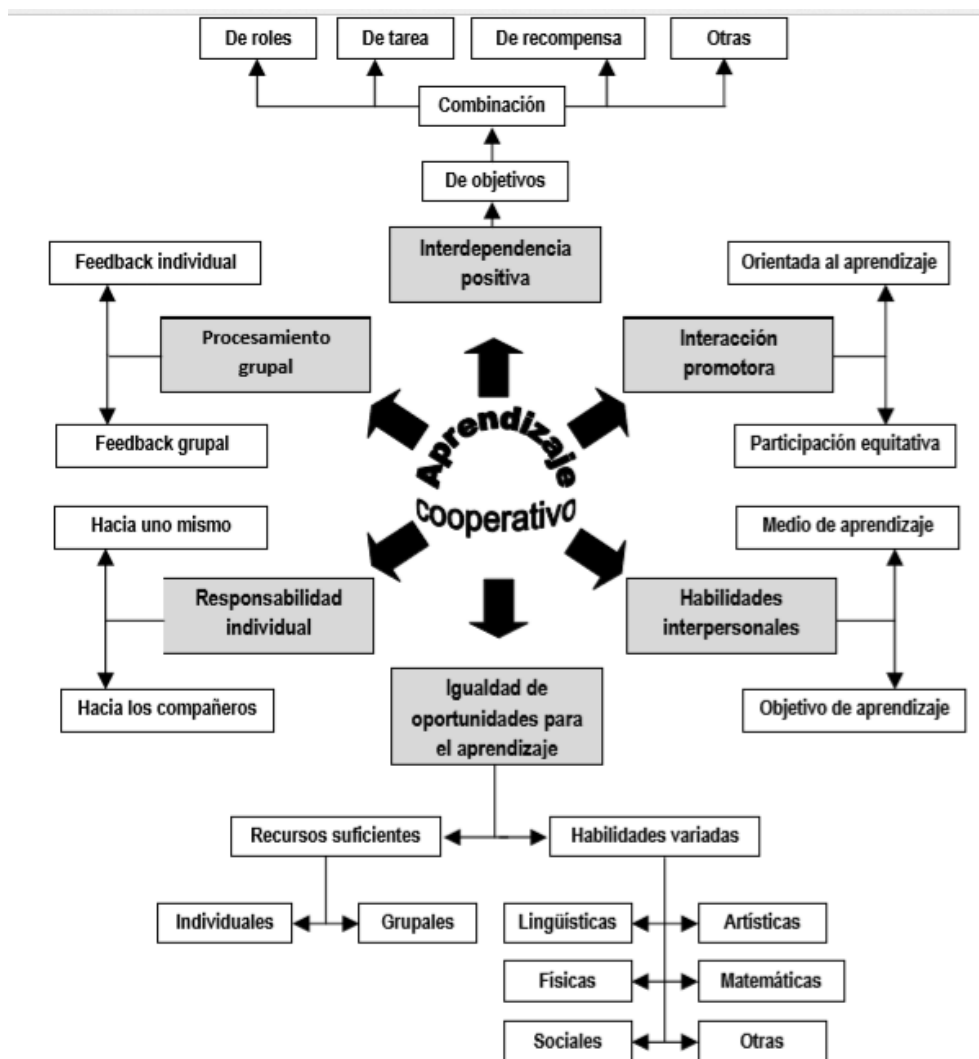 De roles
De tarea
De recompensa
Otras
Combinación
De objetivos
Interdependencia
positiva
Feedback individual
Orientada al aprendizaje
Procesamiento
grupal
Interacción
promotora
Feedback grupal
Participación equitativa
Aprendizaje
cooperativo
Hacia uno mismo
Medio de aprendizaje
Responsabilidad
individual
Habilidades
interpersonales
Hacia los compañeros
Objetivo de aprendizaje
Igualdad de
oportunidades para
el aprendizaje
Recursos suficientes
Habilidades variadas
Individuales
Grupales
Lingüísticas
Artísticas
Físicas
Matemáticas
Sociales
Otras